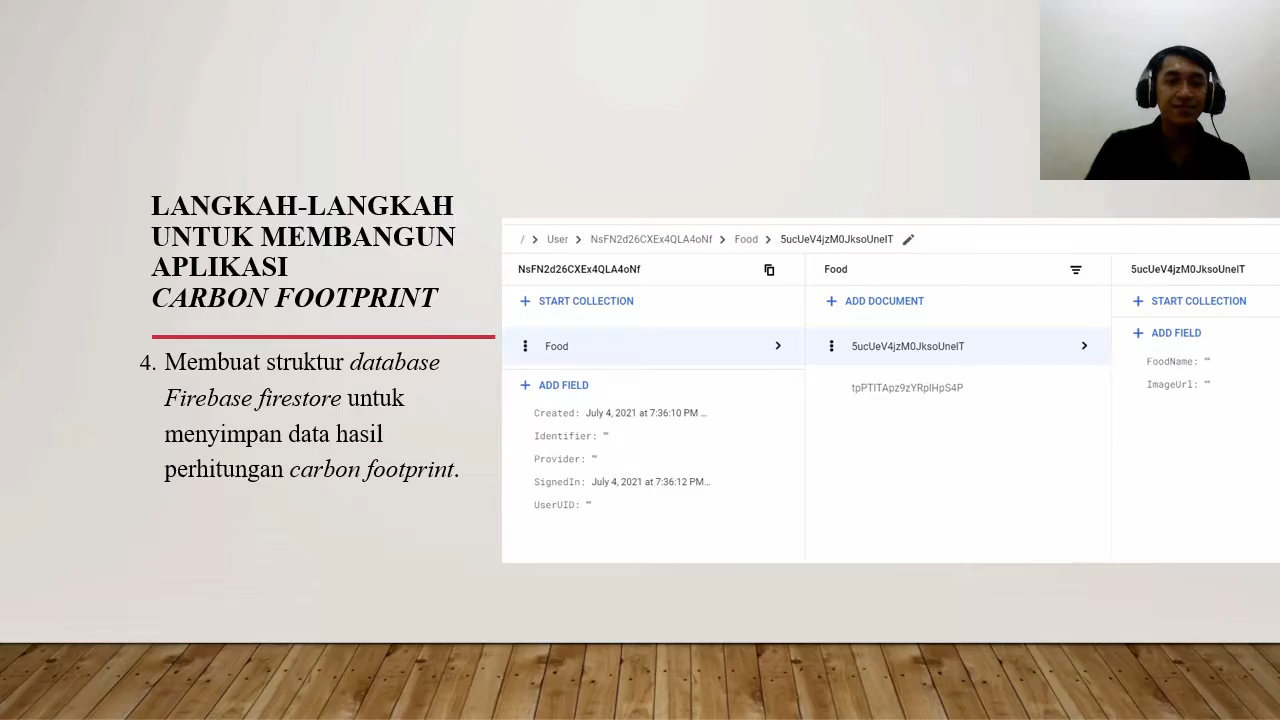 LANGKAH-LANGKAH
UNTUK MEMBANGUN
APLIKASI
CARBON FOOTPRINT
4. Membuat struktur database
Firebase firestore untuk
menyimpan data hasil
perhitungan carbon footprint.
/ > User > NsFN2d26CXEx4QLA4oNf > Food > 5ucUeV4jzM0JksoUneIT
NsFN2d26CXEx4QLA4oNf
+ START COLLECTION
Food
+ ADD FIELD
Created: July 4, 2021 at 7:36:10 PM ...
Identifier: ""
Provider: ""
SignedIn: July 4, 2021 at 7:36:12 PM...
UserUID: ""
Food
+ ADD DOCUMENT
5ucUeV4jzM0JksoUneIT
tpPTITApz9zYRpIHpS4P
5ucUeV4jzM0JksoUneIT
+ START COLLECTION
+ ADD FIELD
FoodName: ""
ImageUrl: ""